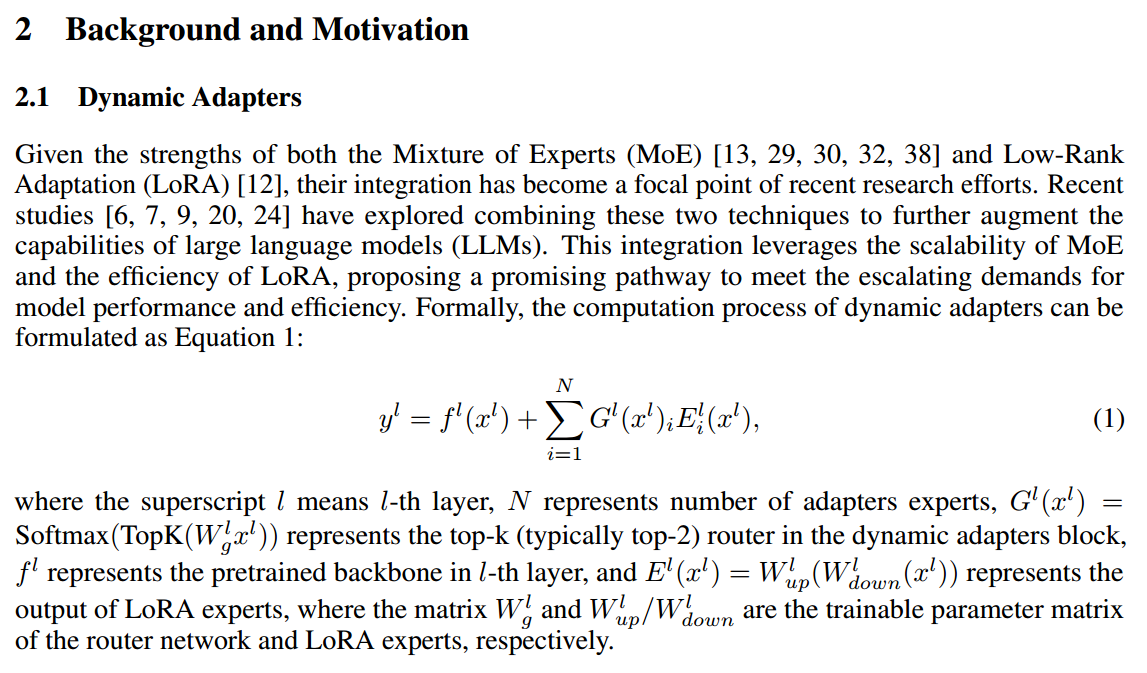 2 Background and Motivation
2.1 Dynamic Adapters
Given the strengths of both the Mixture of Experts (MoE) [13, 29, 30, 32, 38] and Low-Rank
Adaptation (LoRA) [12], their integration has become a focal point of recent research efforts. Recent
studies [6, 7, 9, 20, 24] have explored combining these two techniques to further augment the
capabilities of large language models (LLMs). This integration leverages the scalability of MoE
and the efficiency of LoRA, proposing a promising pathway to meet the escalating demands for
model performance and efficiency. Formally, the computation process of dynamic adapters can be
formulated as Equation 1:
$y^l = f^l(x^l) + \sum_{i=1}^{N} G^l(x^l)_i E_i^l(x^l),$ (1)
where the superscript $l$ means $l$-th layer, $N$ represents number of adapters experts, $G^l(x^l) =$
$\text{Softmax}(\text{TopK}(W_g^l x^l))$ represents the top-k (typically top-2) router in the dynamic adapters block,
$f^l$ represents the pretrained backbone in $l$-th layer, and $E^l(x^l) = W_{up}^l(W_{down}^l(x^l))$ represents the
output of LoRA experts, where the matrix $W_g^l$ and $W_{up}^l/W_{down}^l$ are the trainable parameter matrix
of the router network and LoRA experts, respectively.